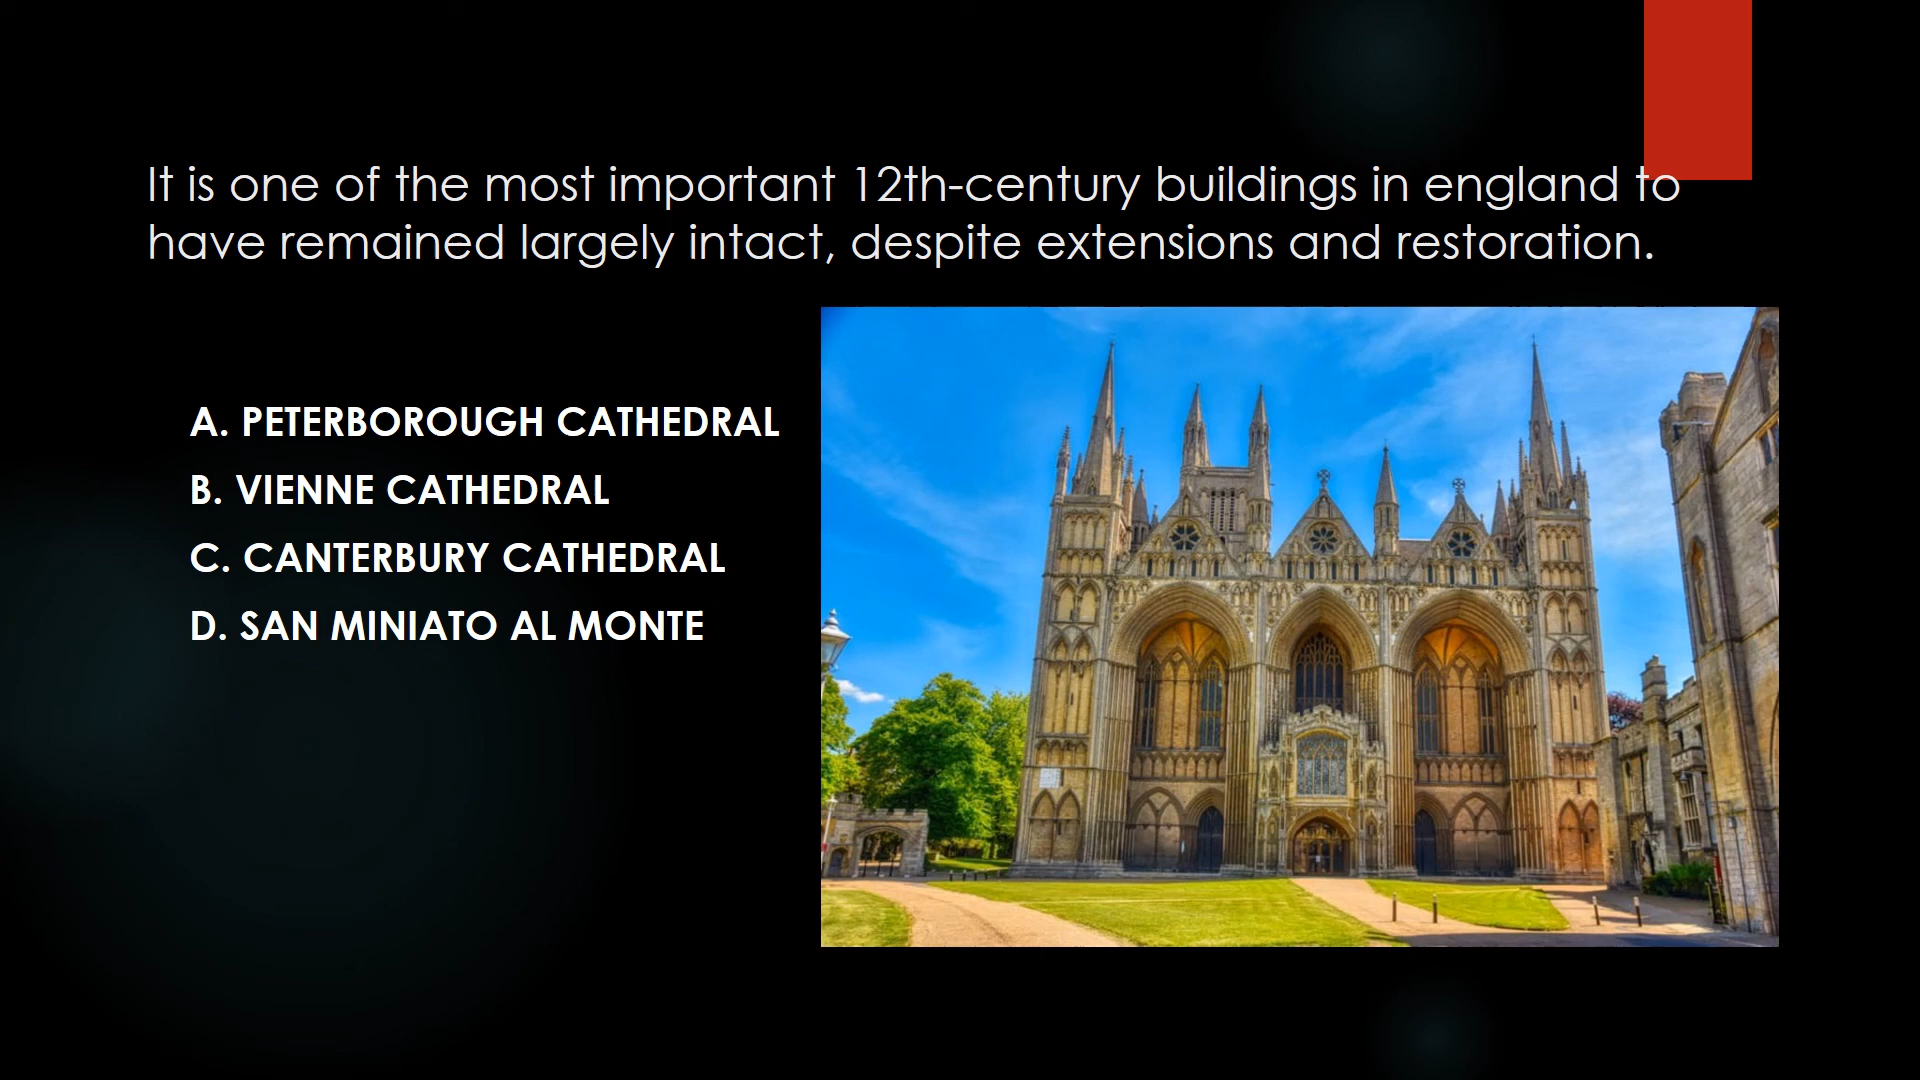 It is one of the most important 12th-century buildings in england to
have remained largely intact, despite extensions and restoration.
A. PETERBOROUGH CATHEDRAL
B. VIENNE CATHEDRAL
C. CANTERBURY CATHEDRAL
D. SAN MINIATO AL MONTE